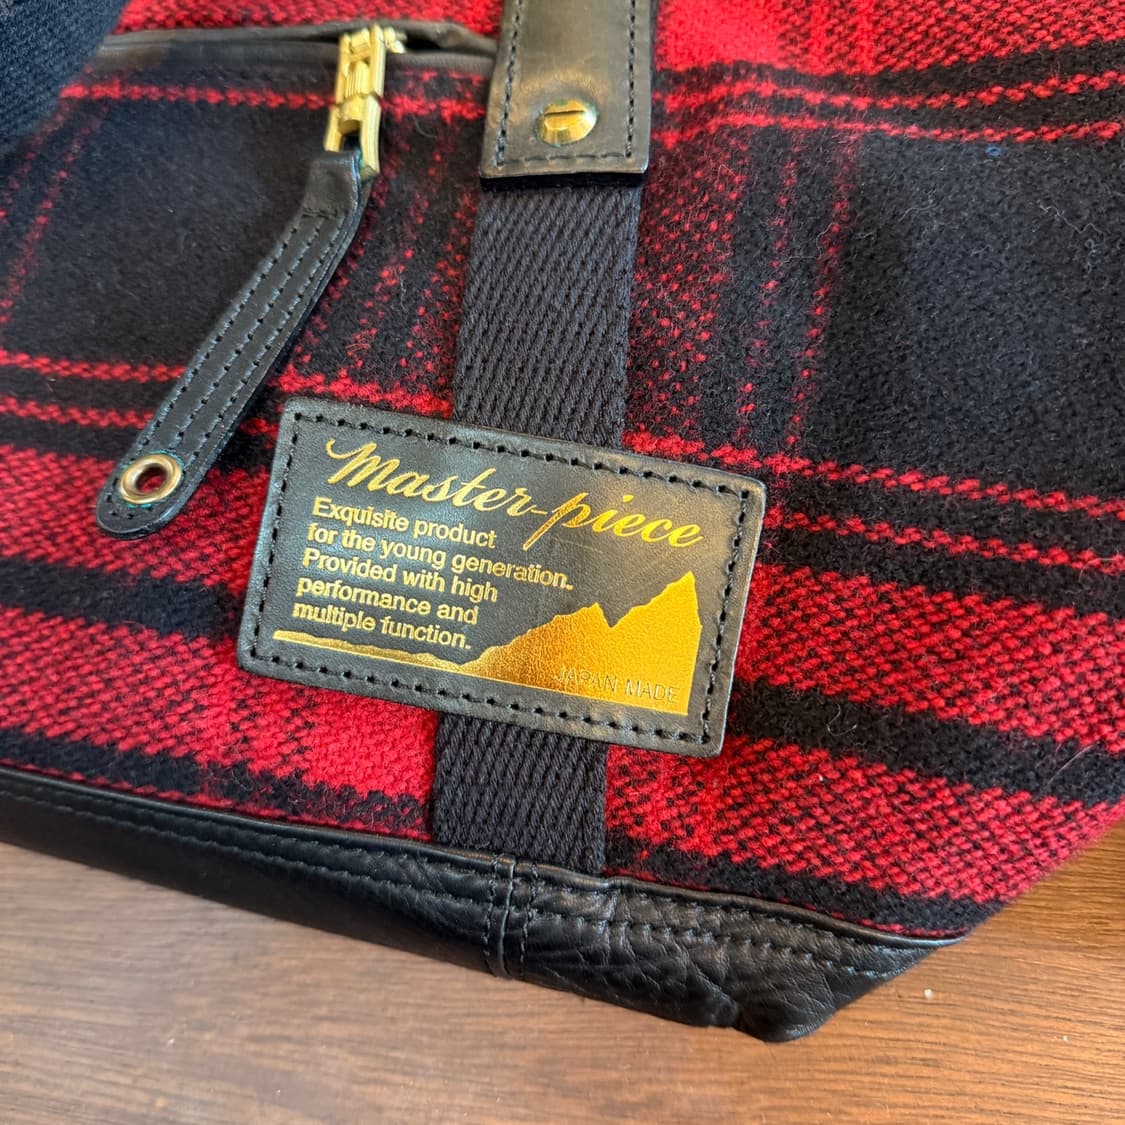 Master-piece
Exquisite product
for the young generation..
Provided with high
performance and
multiple function.
JAPAN MADE